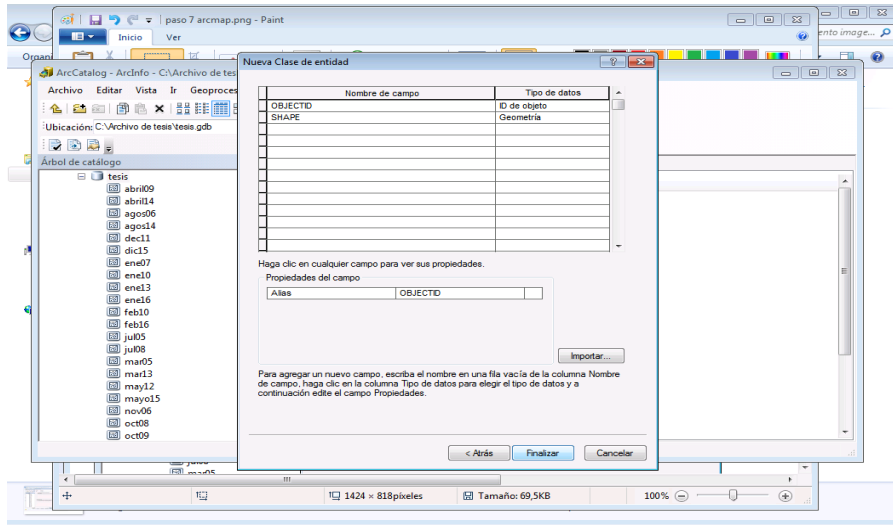 paso 7 arcmap.png - Paint
Inicio Ver
ento image...
Organi
Nueva Clase de entidad
ArcCatalog - ArcInfo - C:\Archivo de tes
Archivo Editar Vista Ir Geoproces
Ubicación: C:\Archivo de tesis\tesis.gdb
Árbol de catálogo
tesis
abril09
abril14
agos06
agos14
dec11
dic15
ene07
ene10
ene13
ene16
feb10
feb16
jul05
jul08
mar05
mar13
may12
mayo15
nov06
oct08
oct09
Nombre de campo Tipo de datos
OBJECTID ID de objeto
SHAPE Geometría
Haga clic en cualquier campo para ver sus propiedades.
Propiedades del campo
Alias OBJECTID
Importar...
Para agregar un nuevo campo, escriba el nombre en una fila vacía de la columna Nombre
de campo, haga clic en la columna Tipo de datos para elegir el tipo de datos y a
continuación edite el campo Propiedades.
< Atrás Finalizar Cancelar
mar05
1424 × 818píxeles Tamaño: 69,5KB 100%